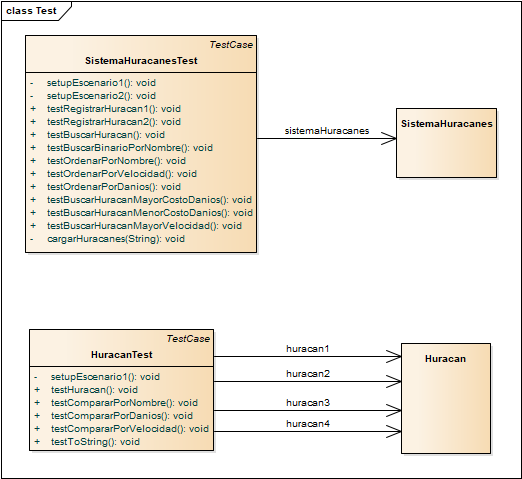 class Test
TestCase
SistemaHuracanesTest
- setupEscenario1(): void
- setupEscenario2(): void
+ testRegistrarHuracan1(): void
+ testRegistrarHuracan2(): void
+ testBuscarHuracan(): void
+ testBuscarBinarioPorNombre(): void
+ testOrdenarPorNombre(): void
+ testOrdenarPorVelocidad(): void
+ testOrdenarPorDanios(): void
+ testBuscarHuracanMayorCostoDanios(): void
+ testBuscarHuracanMenorCostoDanios(): void
+ testBuscarHuracanMayorVelocidad(): void
- cargarHuracanes(String): void
sistemaHuracanes
SistemaHuracanes
TestCase
HuracanTest
- setupEscenario1(): void
+ testHuracan(): void
+ testCompararPorNombre(): void
+ testCompararPorDanios(): void
+ testCompararPorVelocidad(): void
+ testToString(): void
huracan1
huracan2
huracan3
huracan4
Huracan